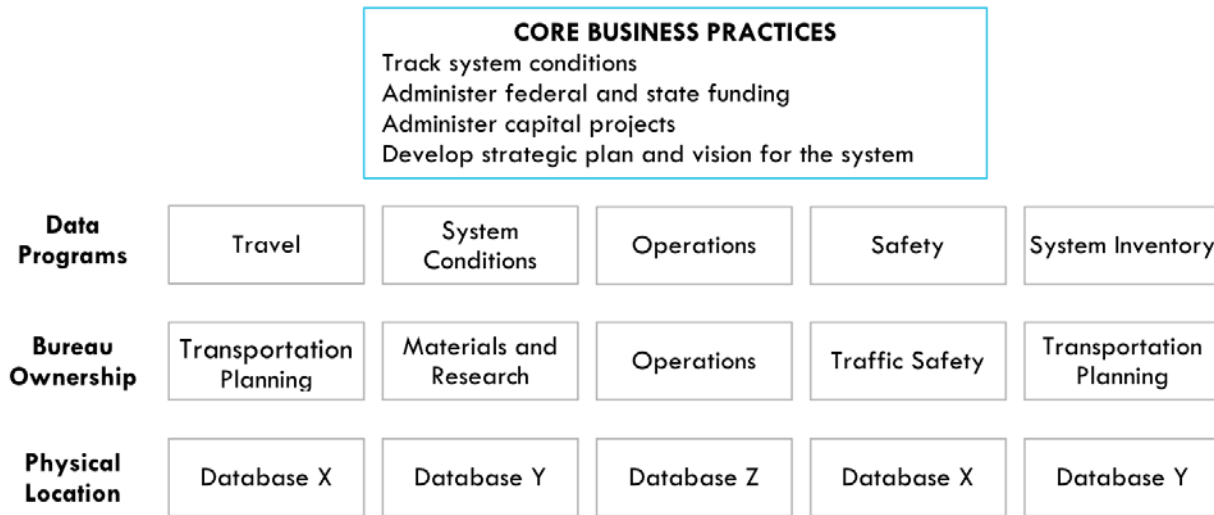 CORE BUSINESS PRACTICES
Track system conditions
Administer federal and state funding
Administer capital projects
Develop strategic plan and vision for the system
Data
Programs
Travel
System
Conditions
Operations
Safety
System Inventory
Bureau
Ownership
Transportation
Planning
Materials and
Research
Operations
Traffic Safety
Transportation
Planning
Physical
Location
Database X
Database Y
Database Z
Database X
Database Y